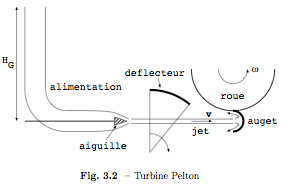 H_G
deflecteur
ω
alimentation
roue
v
auget
jet
aiguille
Fig. 3.2 – Turbine Pelton